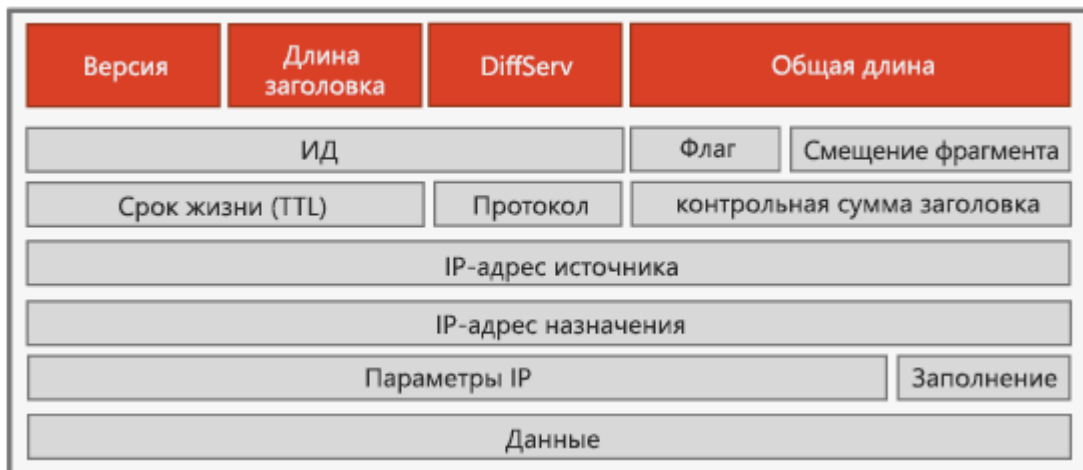 Версия Длина заголовка DiffServ Общая длина
ИД Флаг Смещение фрагмента
Срок жизни (TTL) Протокол контрольная сумма заголовка
IP-адрес источника
IP-адрес назначения
Параметры IP Заполнение
Данные